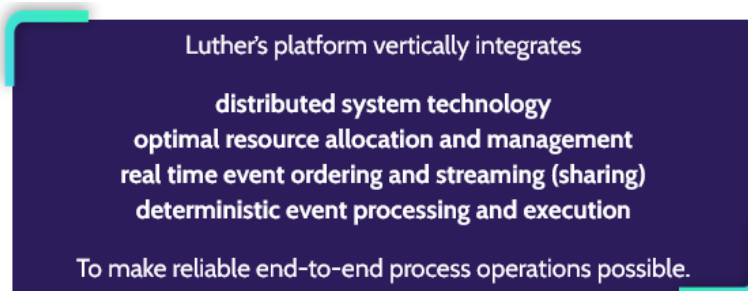 Luther's platform vertically integrates
distributed system technology
optimal resource allocation and management
real time event ordering and streaming (sharing)
deterministic event processing and execution
To make reliable end-to-end process operations possible.